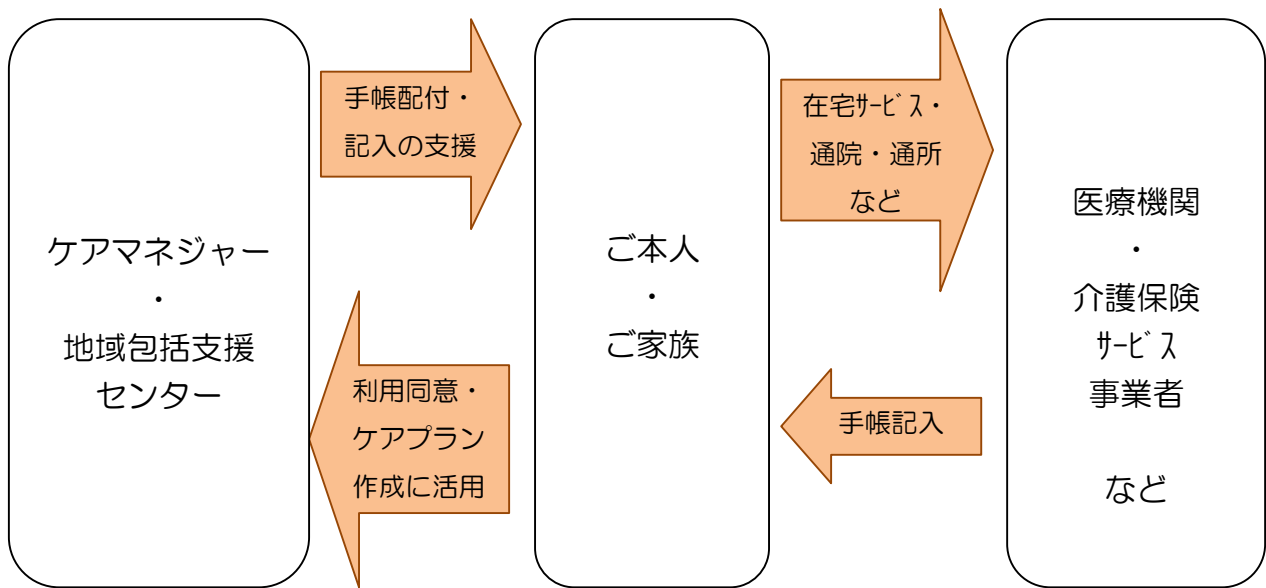 ケアマネジャー
・
地域包括支援
センター
手帳配付・
記入の支援
利用同意・
ケアプラン
作成に活用
ご本人
・
ご家族
在宅ｻｰﾋﾞｽ・
通院・通所
など
手帳記入
医療機関
・
介護保険
ｻｰﾋﾞｽ
事業者
など